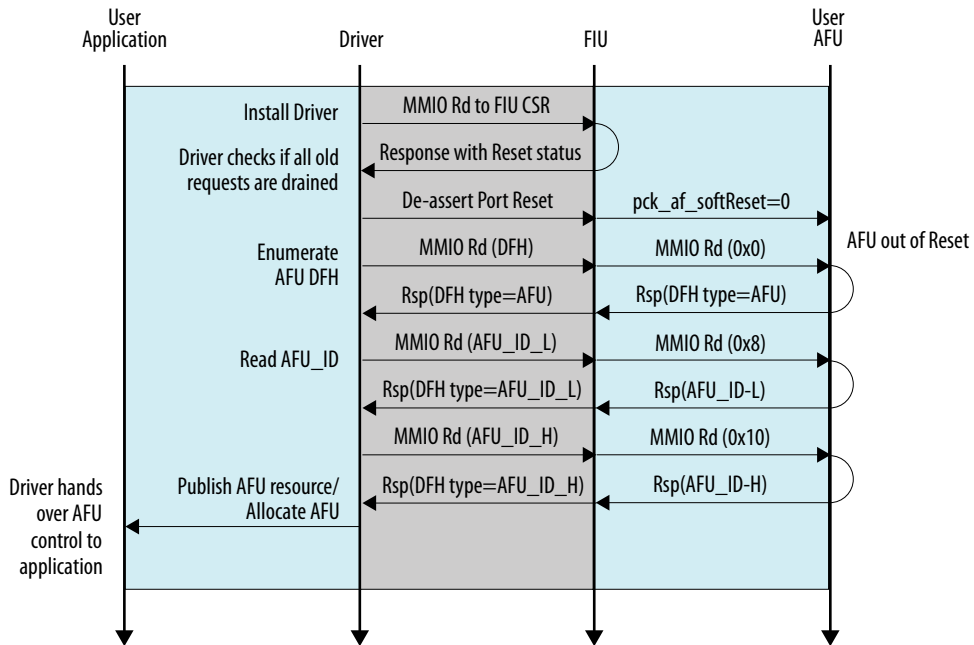 User
Application
Driver
FIU
User
AFU
Install Driver
MMIO Rd to FIU CSR
Driver checks if all old
requests are drained
Response with Reset status
De-assert Port Reset
pck_af_softReset=0
AFU out of Reset
Enumerate
AFU DFH
MMIO Rd (DFH)
MMIO Rd (0x0)
Rsp(DFH type=AFU)
Rsp(DFH type=AFU)
Read AFU_ID
MMIO Rd (AFU_ID_L)
MMIO Rd (0x8)
Rsp(DFH type=AFU_ID_L)
Rsp(AFU_ID-L)
MMIO Rd (AFU_ID_H)
MMIO Rd (0x10)
Driver hands
over AFU
control to
application
Publish AFU resource/
Allocate AFU
Rsp(DFH type=AFU_ID_H)
Rsp(AFU_ID-H)